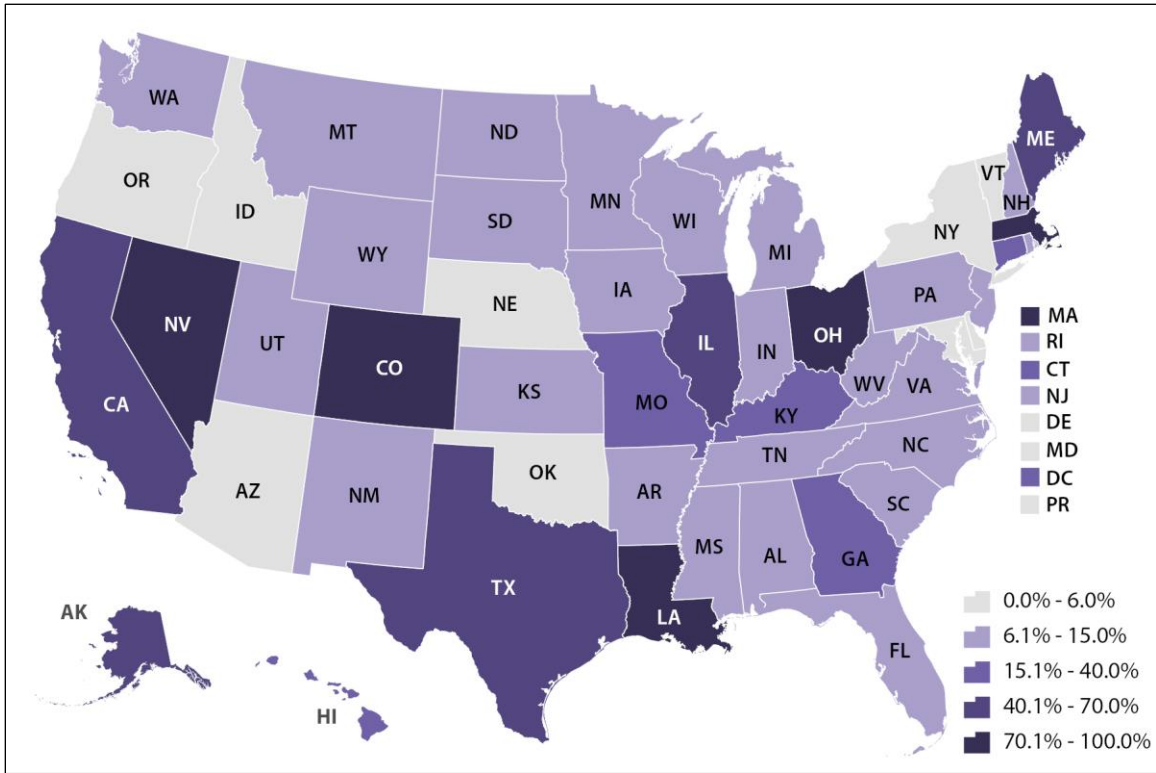 WA
MT
ND
MN
ME
OR
ID
SD
WI
VT
NH
NY
WY
MI
IA
PA
NE
NV
UT
CO
IL
IN
OH
WV
VA
CA
KS
MO
KY
AZ
NM
OK
AR
TN
NC
SC
MS
AL
GA
TX
LA
FL
AK
HI
MA
RI
CT
NJ
DE
MD
DC
PR
0.0% - 6.0%
6.1% - 15.0%
15.1% - 40.0%
40.1% - 70.0%
70.1% - 100.0%